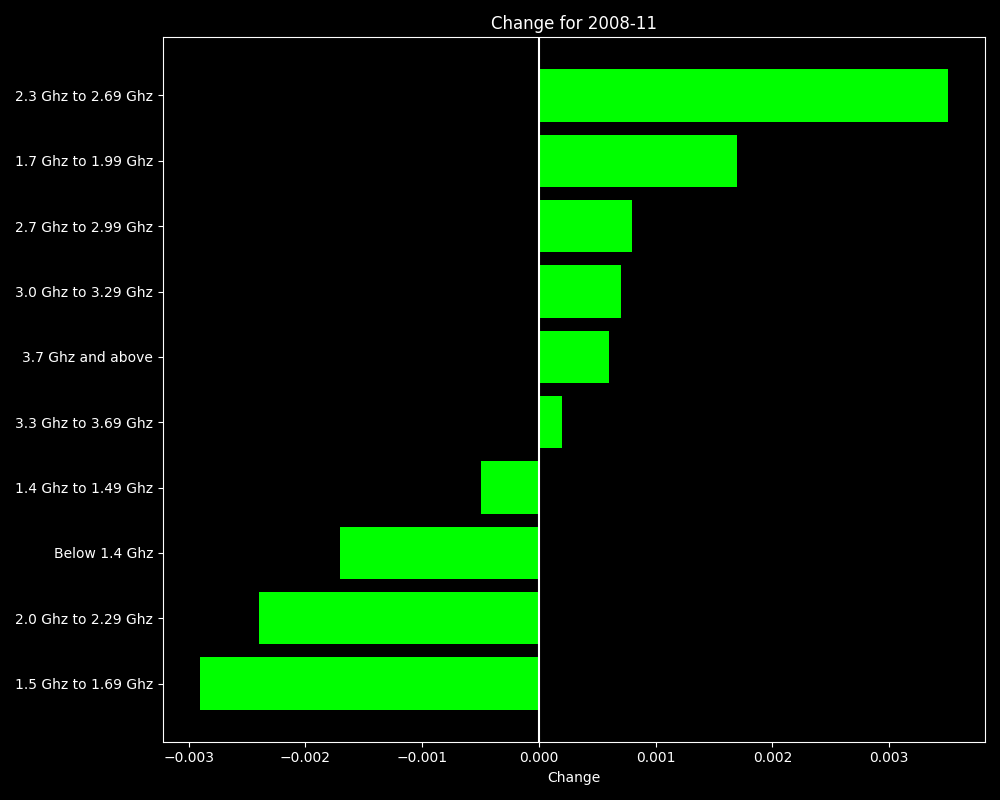 Change for 2008-11
2.3 Ghz to 2.69 Ghz
1.7 Ghz to 1.99 Ghz
2.7 Ghz to 2.99 Ghz
3.0 Ghz to 3.29 Ghz
3.7 Ghz and above
3.3 Ghz to 3.69 Ghz
1.4 Ghz to 1.49 Ghz
Below 1.4 Ghz
2.0 Ghz to 2.29 Ghz
1.5 Ghz to 1.69 Ghz
−0.003 −0.002 −0.001 0.000 0.001 0.002 0.003
Change